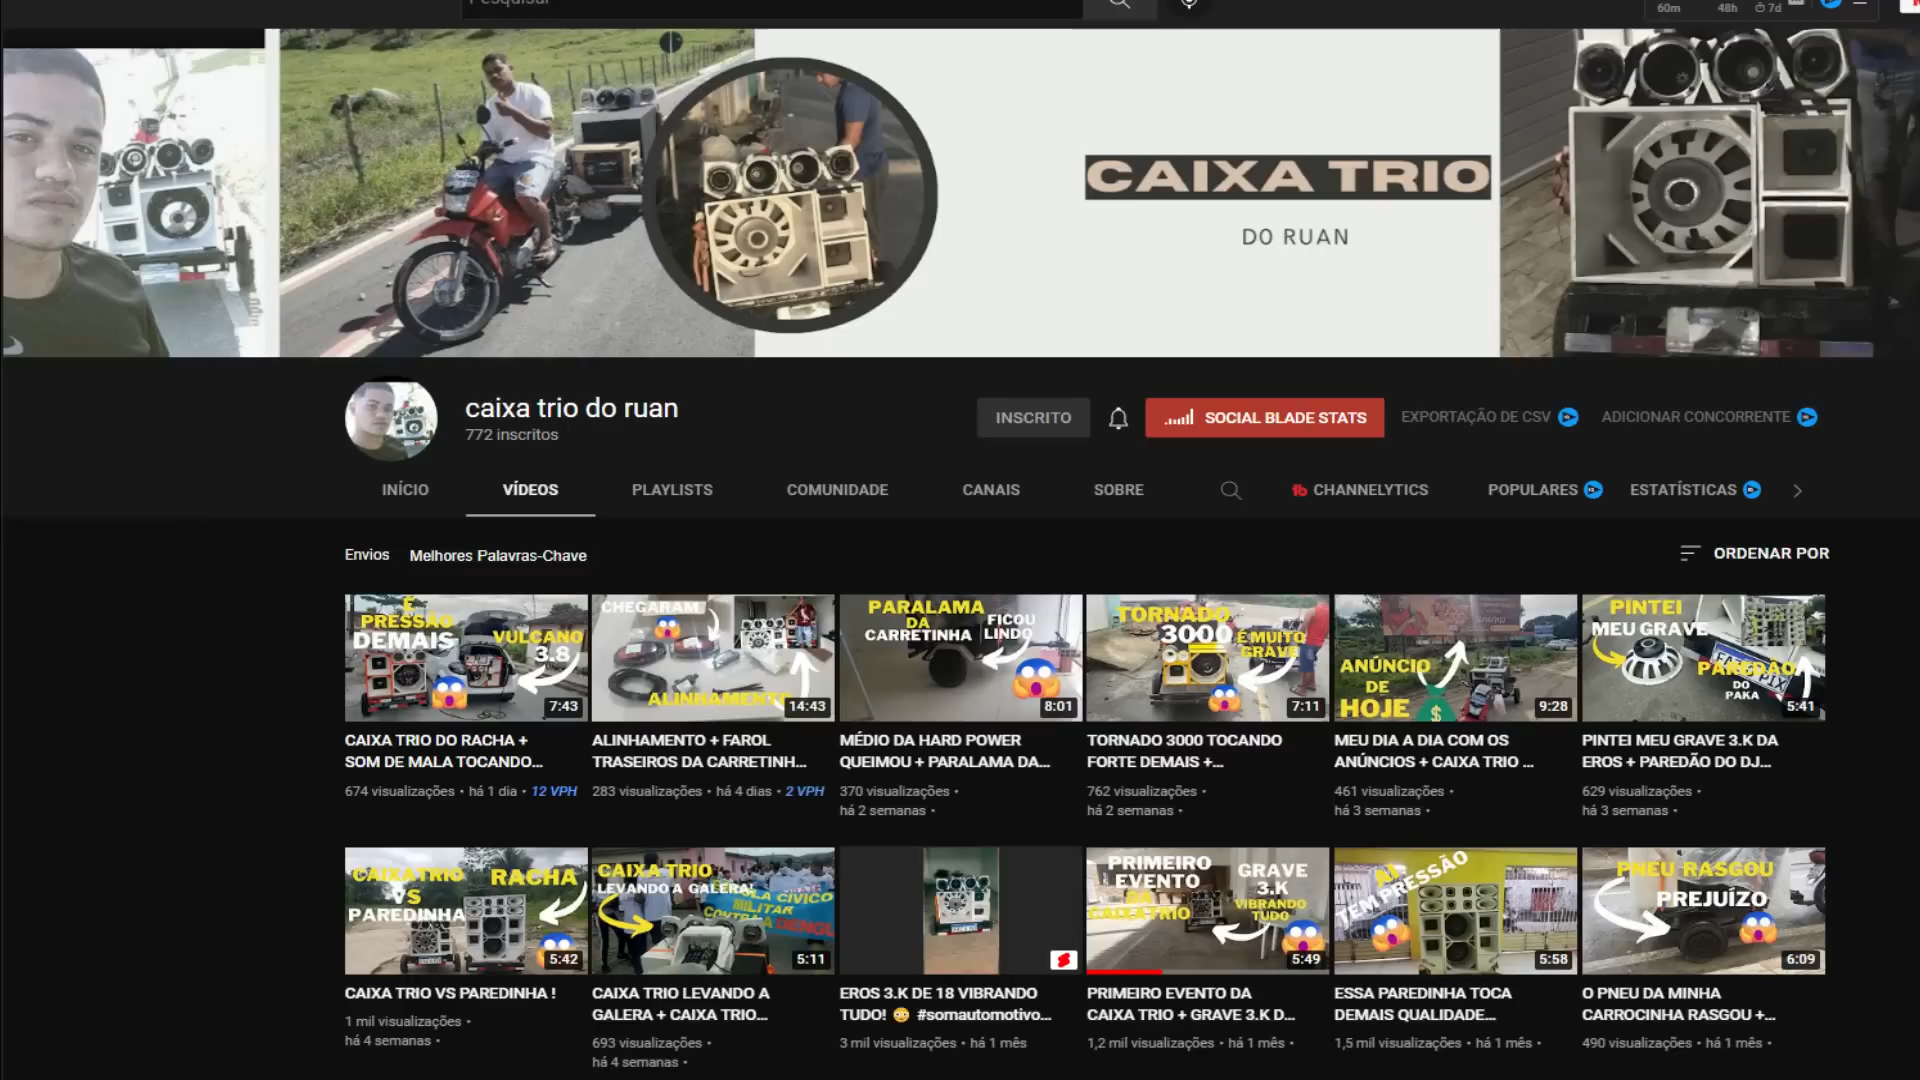 60m 48h 7d
CAIXA TRIO
DO RUAN
caixa trio do ruan
772 inscritos
INSCRITO
SOCIAL BLADE STATS
EXPORTAÇÃO DE CSV
ADICIONAR CONCORRENTE
INÍCIO VÍDEOS PLAYLISTS COMUNIDADE CANAIS SOBRE CHANNELYTICS POPULARES ESTATÍSTICAS
Envios Melhores Palavras-Chave
ORDENAR POR
É
PRESSÃO
DEMAIS
VULCANO
3.8
7:43
CHEGARAM
ALINHAMENTO
14:43
PARALAMA
DA
CARRETINHA
FICOU
LINDO
8:01
TORNADO
3000
É MUITO
GRAVE
7:11
ANÚNCIO
DE
HOJE
$
9:28
PINTEI
MEU GRAVE
PAREDÃO
DO
PAKA
5:41
CAIXA TRIO DO RACHA +
SOM DE MALA TOCANDO...
674 visualizações • há 1 dia • 12 VPH
ALINHAMENTO + FAROL
TRASEIROS DA CARRETINH...
283 visualizações • há 4 dias • 2 VPH
MÉDIO DA HARD POWER
QUEIMOU + PARALAMA DA...
370 visualizações •
há 2 semanas •
TORNADO 3000 TOCANDO
FORTE DEMAIS +...
762 visualizações •
há 2 semanas •
MEU DIA A DIA COM OS
ANÚNCIOS + CAIXA TRIO ...
461 visualizações •
há 3 semanas •
PINTEI MEU GRAVE 3.K DA
EROS + PAREDÃO DO DJ...
629 visualizações •
há 3 semanas •
CAIXATRIO
VS
PAREDINHA
RACHA
5:42
CAIXA TRIO
LEVANDO A GALERA!
CÍVICO
MILITAR
CONTRA A DENGUE
5:11
PRIMEIRO
EVENTO
DA
CAIXATRIO
GRAVE
3.K
VIBRANDO
TUDO
5:49
AI
TEM PRESSÃO
5:58
PNEU RASGOU
PREJUÍZO
6:09
CAIXA TRIO VS PAREDINHA !
1 mil visualizações •
há 4 semanas •
CAIXA TRIO LEVANDO A
GALERA + CAIXA TRIO...
693 visualizações •
há 4 semanas •
EROS 3.K DE 18 VIBRANDO
TUDO! 😳 #somautomotivo...
3 mil visualizações • há 1 mês
PRIMEIRO EVENTO DA
CAIXA TRIO + GRAVE 3.K D...
1,2 mil visualizações • há 1 mês •
ESSA PAREDINHA TOCA
DEMAIS QUALIDADE...
1,5 mil visualizações • há 1 mês •
O PNEU DA MINHA
CARROCINHA RASGOU +...
490 visualizações • há 1 mês •